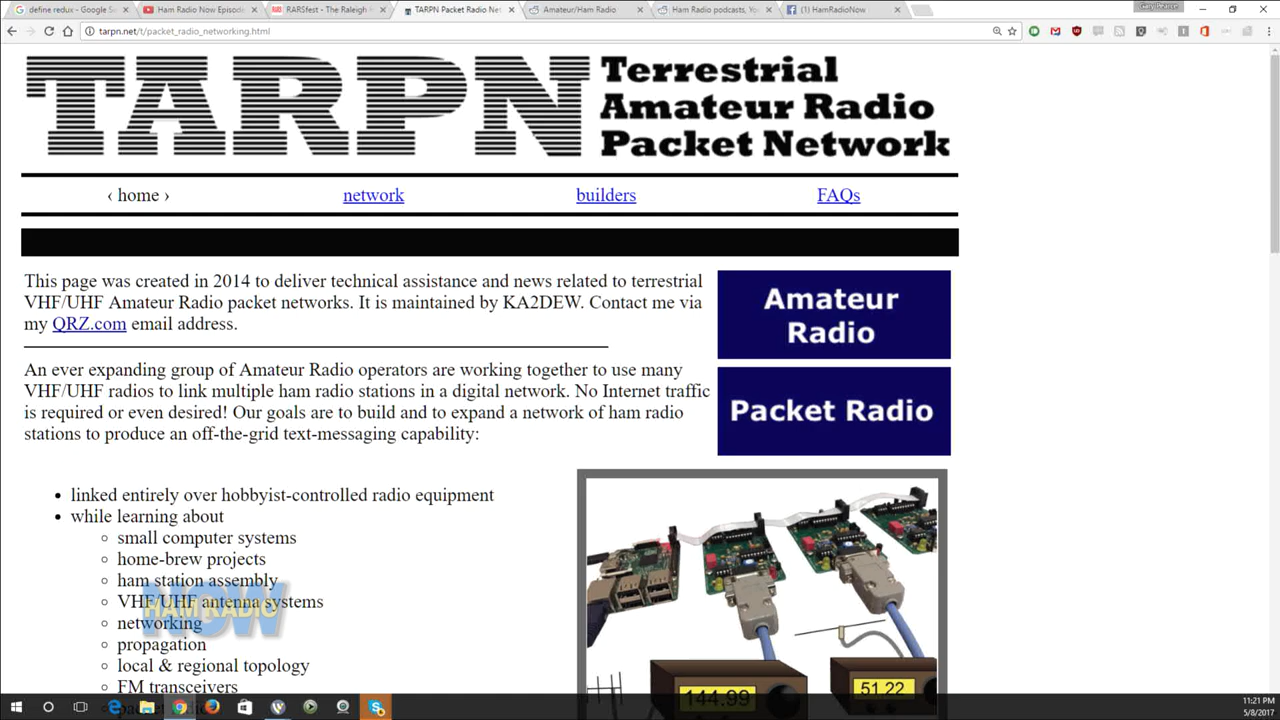 define redux - Google S
Ham Radio Now Episod
RARSfest - The Raleigh A
TARPN Packet Radio Net
Amateur/Ham Radio
Ham Radio podcasts, Yo
(1) HamRadioNow
Gary Pearce
tarpn.net/t/packet_radio_networking.html
TARPN
Terrestrial
Amateur Radio
Packet Network
‹ home ›
network
builders
FAQs
This page was created in 2014 to deliver technical assistance and news related to terrestrial
VHF/UHF Amateur Radio packet networks. It is maintained by KA2DEW. Contact me via
my QRZ.com email address.
Amateur
Radio
Packet Radio
An ever expanding group of Amateur Radio operators are working together to use many
VHF/UHF radios to link multiple ham radio stations in a digital network. No Internet traffic
is required or even desired! Our goals are to build and to expand a network of ham radio
stations to produce an off-the-grid text-messaging capability:
• linked entirely over hobbyist-controlled radio equipment
• while learning about
small computer systems
home-brew projects
ham station assembly
VHF/UHF antenna systems
networking
propagation
local & regional topology
FM transceivers
HAM RADIO
NOW
144.99
51.22
11:21 PM
5/8/2017